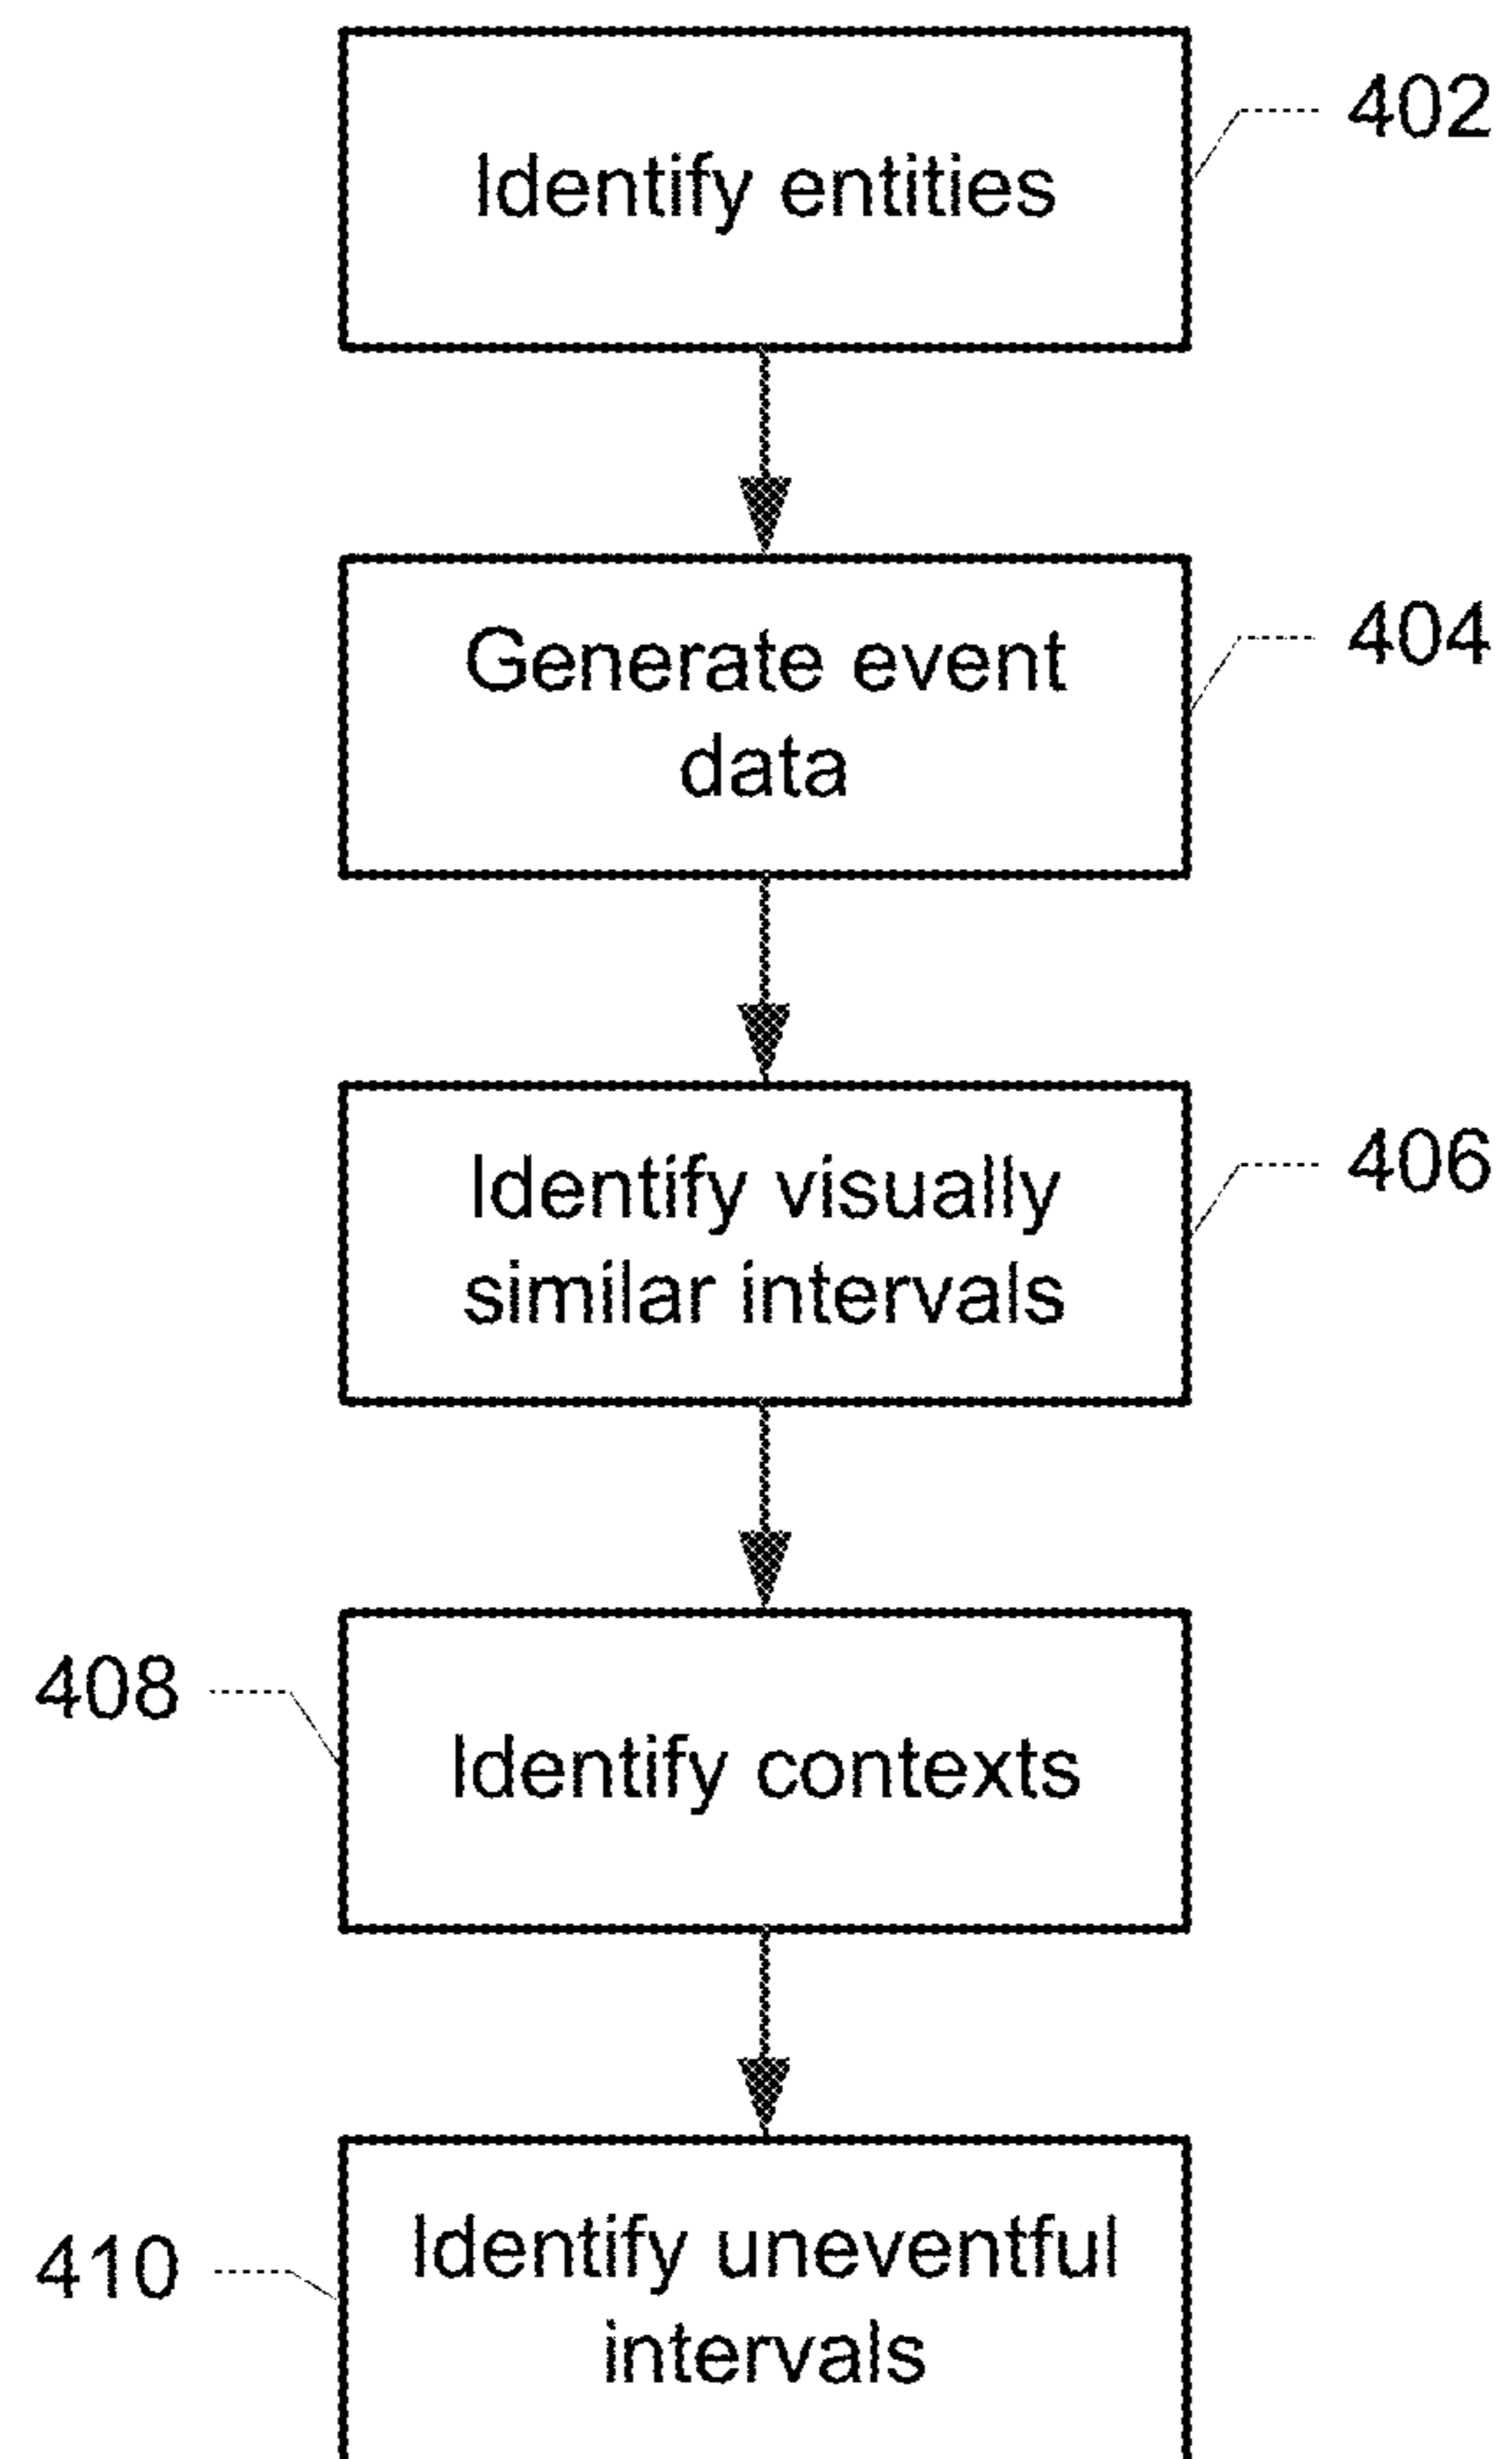 Identify entities
402
Generate event
data
404
Identify visually
similar intervals
406
408
Identify contexts
410
Identify uneventful
intervals